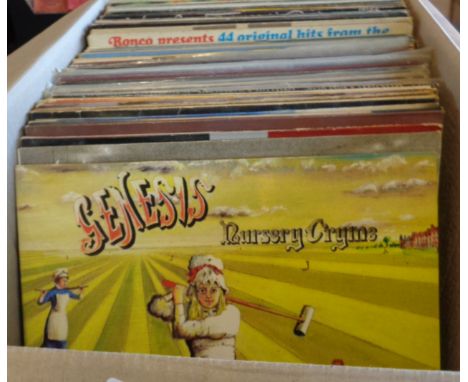 Ronco presents 44 original hits from the
GENESIS
Nursery Cryme